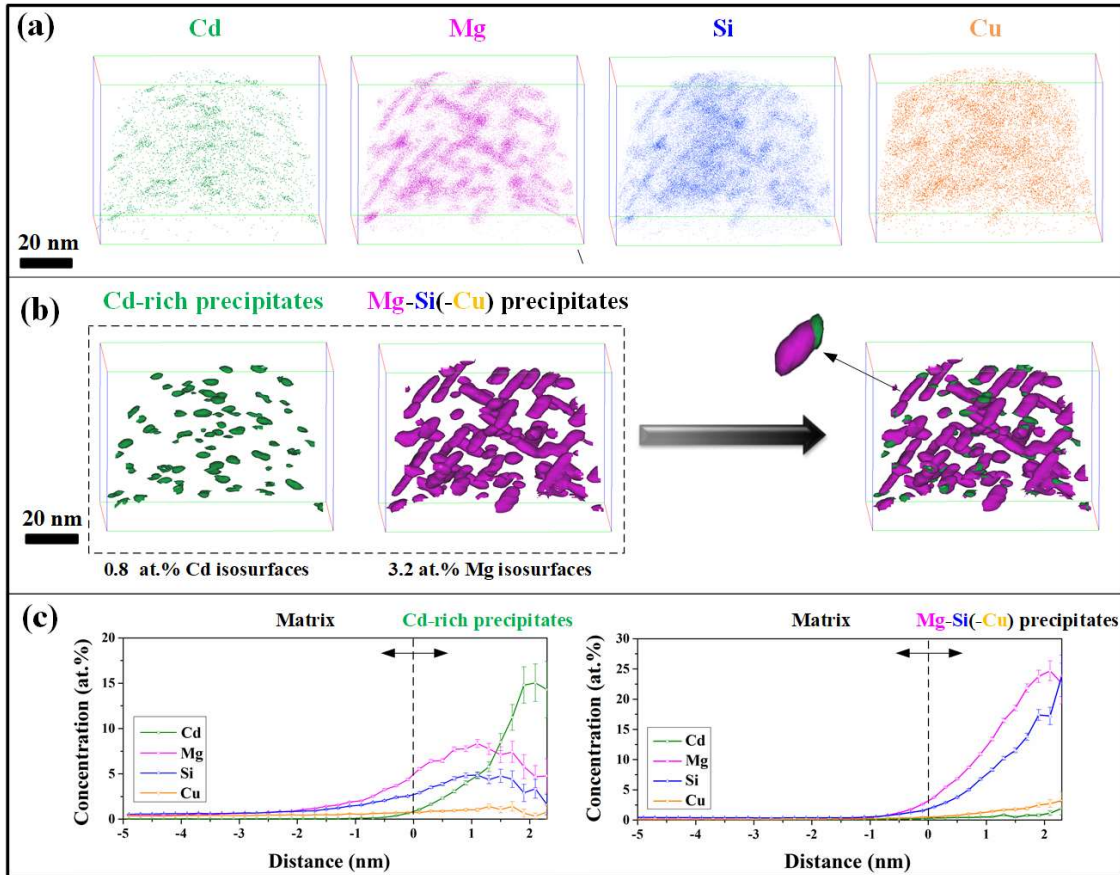 (a)
Cd Mg Si Cu
20 nm
(b)
Cd-rich precipitates Mg-Si(-Cu) precipitates
20 nm
0.8 at.% Cd isosurfaces 3.2 at.% Mg isosurfaces
(c)
Matrix Cd-rich precipitates
Concentration (at.%)
20
15
10
5
0
Cd
Mg
Si
Cu
-5 -4 -3 -2 -1 0 1 2
Distance (nm)
Matrix Mg-Si(-Cu) precipitates
Concentration (at.%)
30
25
20
15
10
5
0
Cd
Mg
Si
Cu
-5 -4 -3 -2 -1 0 1 2
Distance (nm)